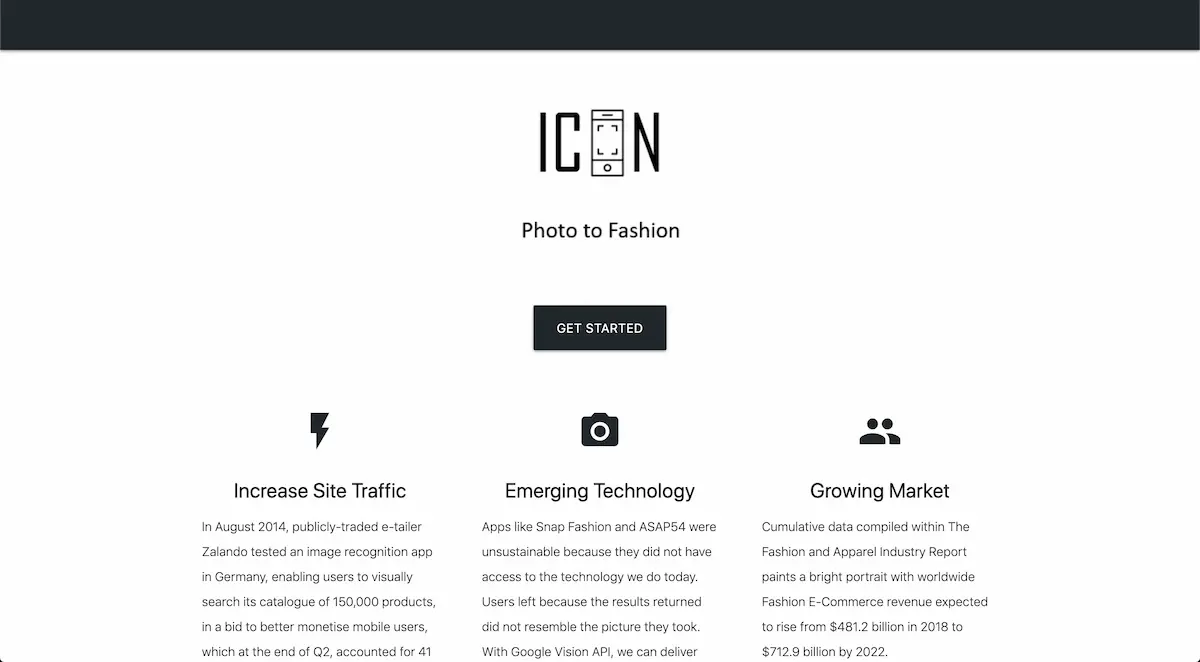 ICON
Photo to Fashion
GET STARTED
Increase Site Traffic
In August 2014, publicly-traded e-tailer
Zalando tested an image recognition app
in Germany, enabling users to visually
search its catalogue of 150,000 products,
in a bid to better monetise mobile users,
which at the end of Q2, accounted for 41
Emerging Technology
Apps like Snap Fashion and ASAP54 were
unsustainable because they did not have
access to the technology we do today.
Users left because the results returned
did not resemble the picture they took.
With Google Vision API, we can deliver
Growing Market
Cumulative data compiled within The
Fashion and Apparel Industry Report
paints a bright portrait with worldwide
Fashion E-Commerce revenue expected
to rise from $481.2 billion in 2018 to
$712.9 billion by 2022.